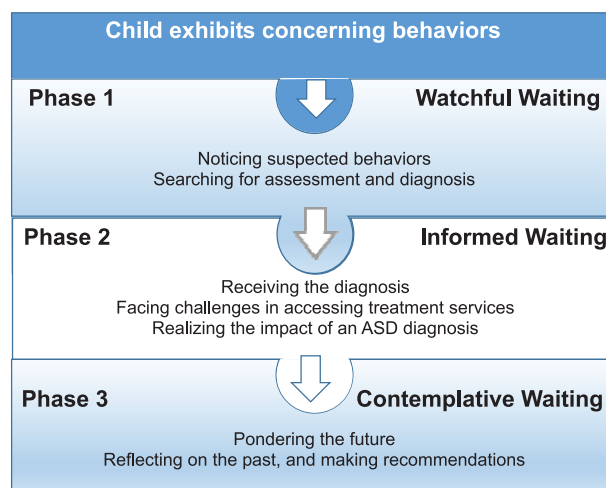 Child exhibits concerning behaviors
Phase 1 Watchful Waiting
Noticing suspected behaviors
Searching for assessment and diagnosis
Phase 2 Informed Waiting
Receiving the diagnosis
Facing challenges in accessing treatment services
Realizing the impact of an ASD diagnosis
Phase 3 Contemplative Waiting
Pondering the future
Reflecting on the past, and making recommendations